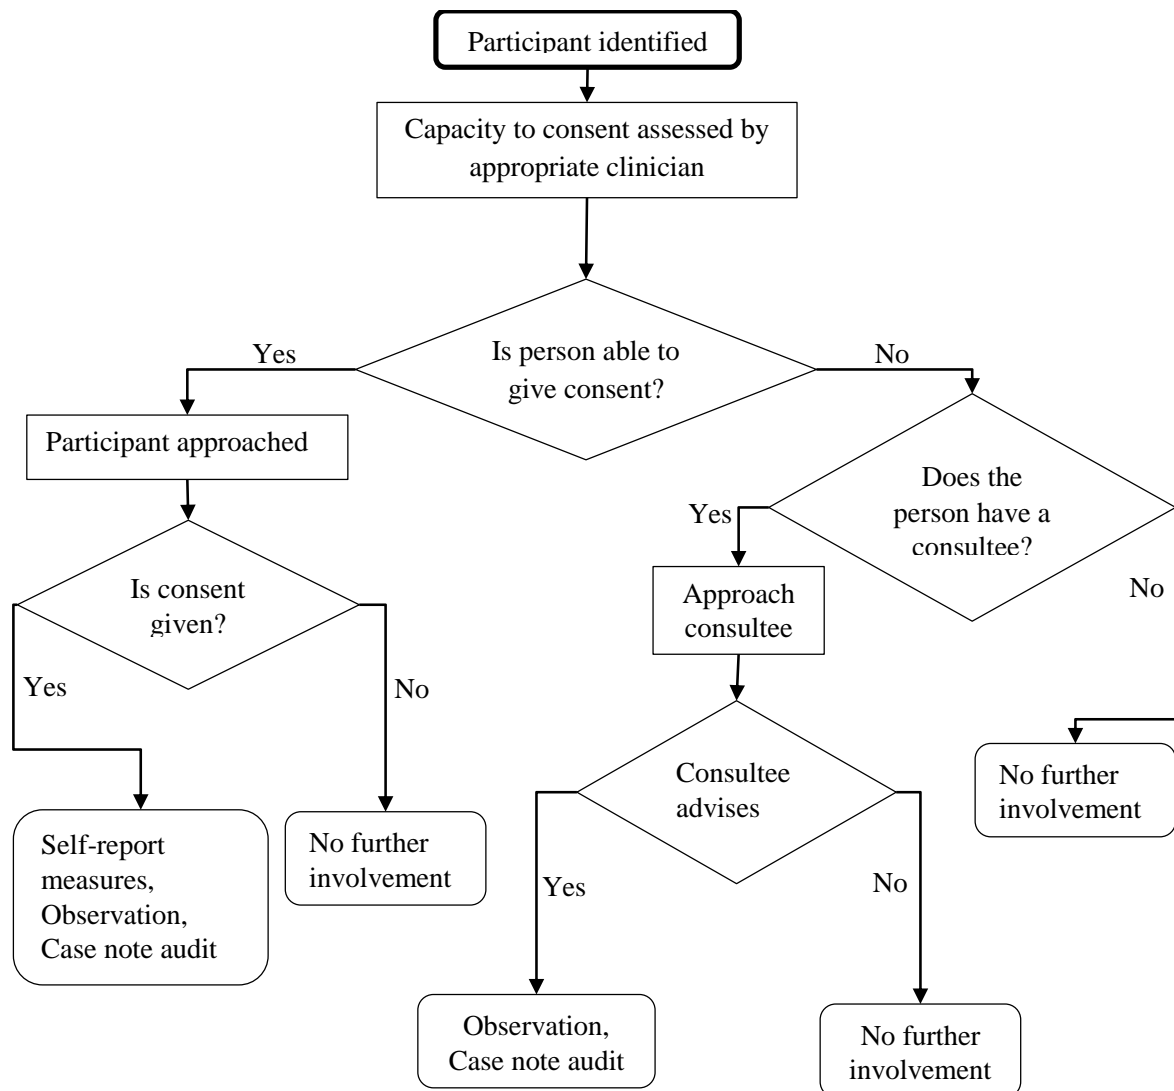 Participant identified
Capacity to consent assessed by
appropriate clinician
Is person able to
give consent?
Yes
No
Participant approached
Does the
person have a
consultee?
Yes
No
Is consent
given?
Approach
consultee
Yes
No
Consultee
advises
No further
involvement
Self-report
measures,
Observation,
Case note audit
No further
involvement
Yes
No
Observation,
Case note audit
No further
involvement